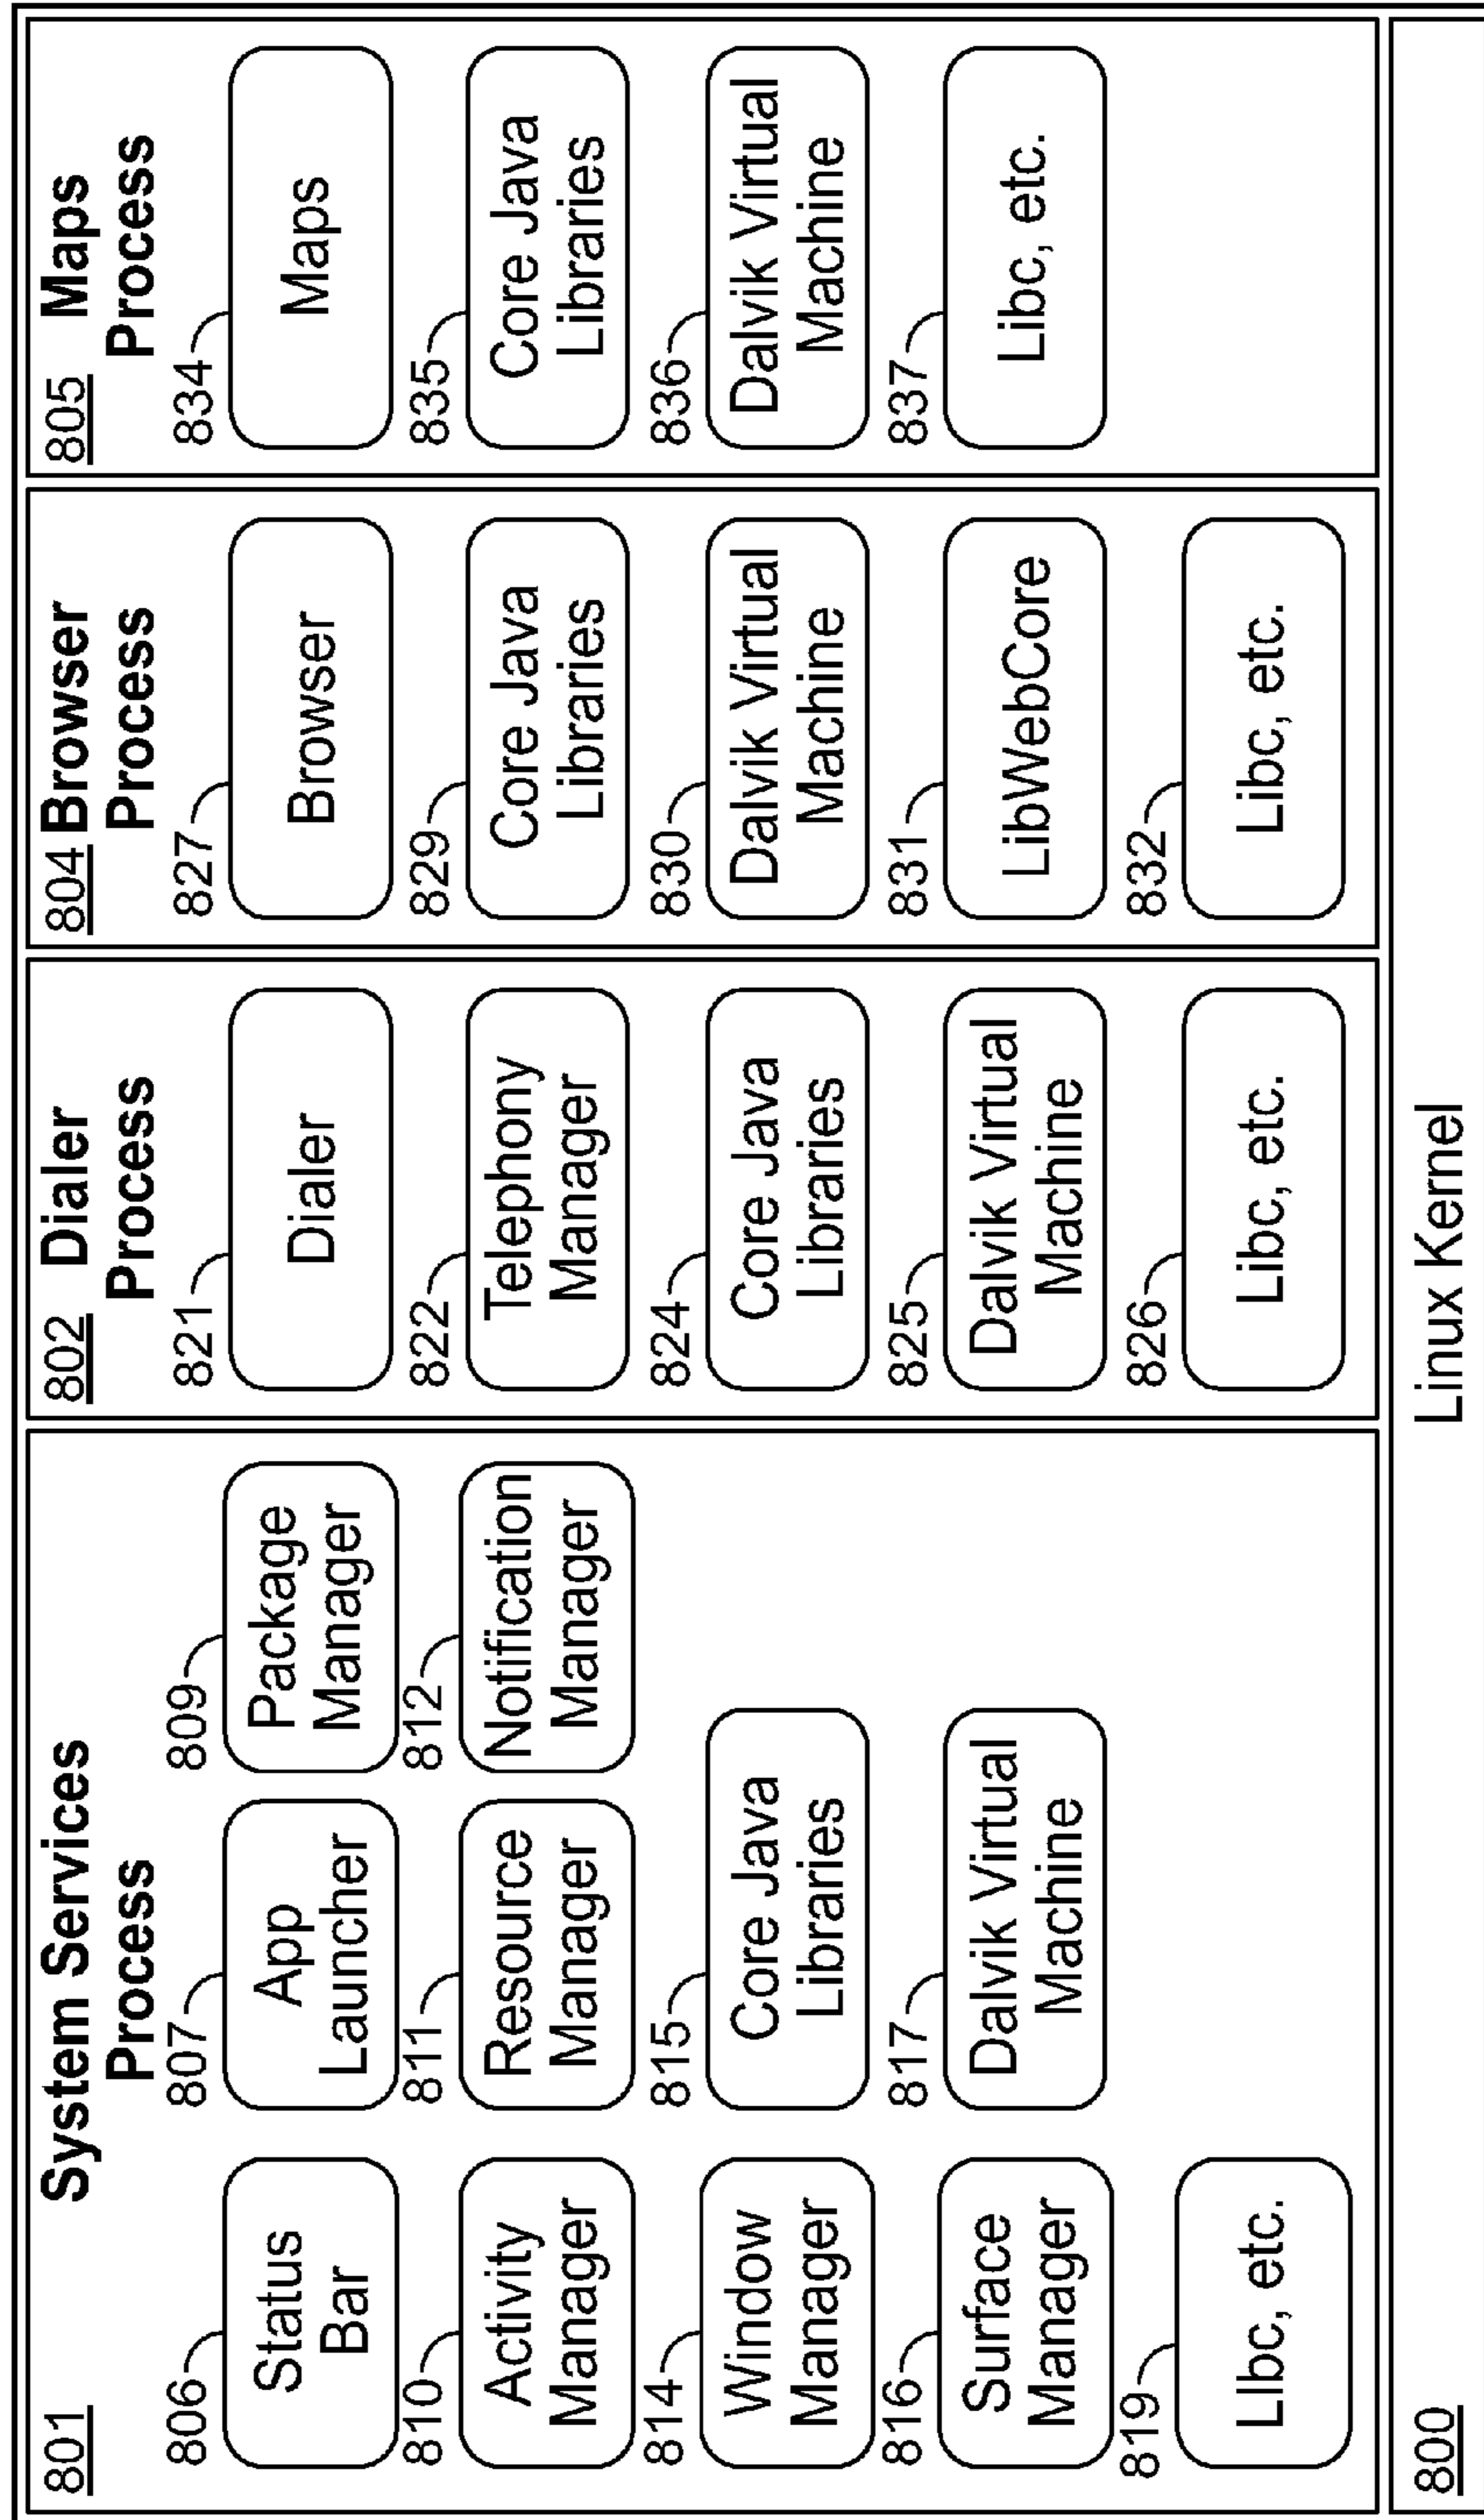 801 System Services
Process
806
Status
Bar
807
App
Launcher
809
Package
Manager
810
Activity
Manager
811
Resource
Manager
812
Notification
Manager
814
Window
Manager
815
Core Java
Libraries
816
Surface
Manager
817
Dalvik Virtual
Machine
819
Libc, etc.
802 Dialer
Process
821
Dialer
822
Telephony
Manager
824
Core Java
Libraries
825
Dalvik Virtual
Machine
826
Libc, etc.
804 Browser
Process
827
Browser
829
Core Java
Libraries
830
Dalvik Virtual
Machine
831
LibWebCore
832
Libc, etc.
805 Maps
Process
834
Maps
835
Core Java
Libraries
836
Dalvik Virtual
Machine
837
Libc, etc.
800 Linux Kernel